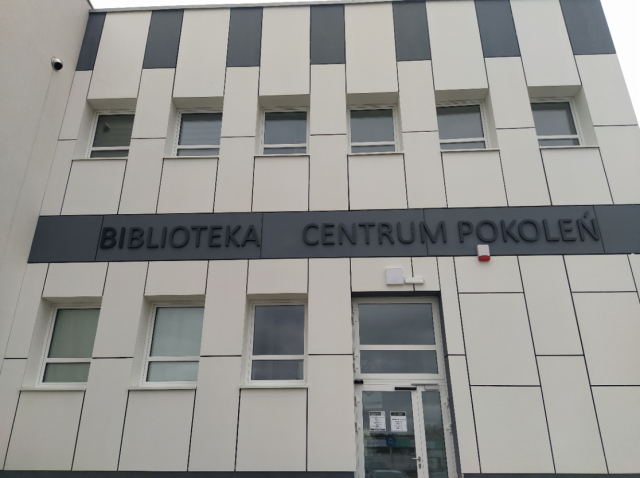 BIBLIOTEKA CENTRUM POKOLEŃ